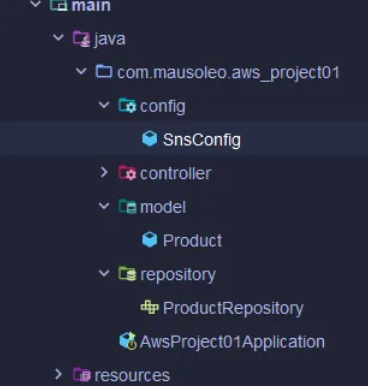 main
java
com.mausoleo.aws_project01
config
SnsConfig
controller
model
Product
repository
ProductRepository
AwsProject01Application
resources